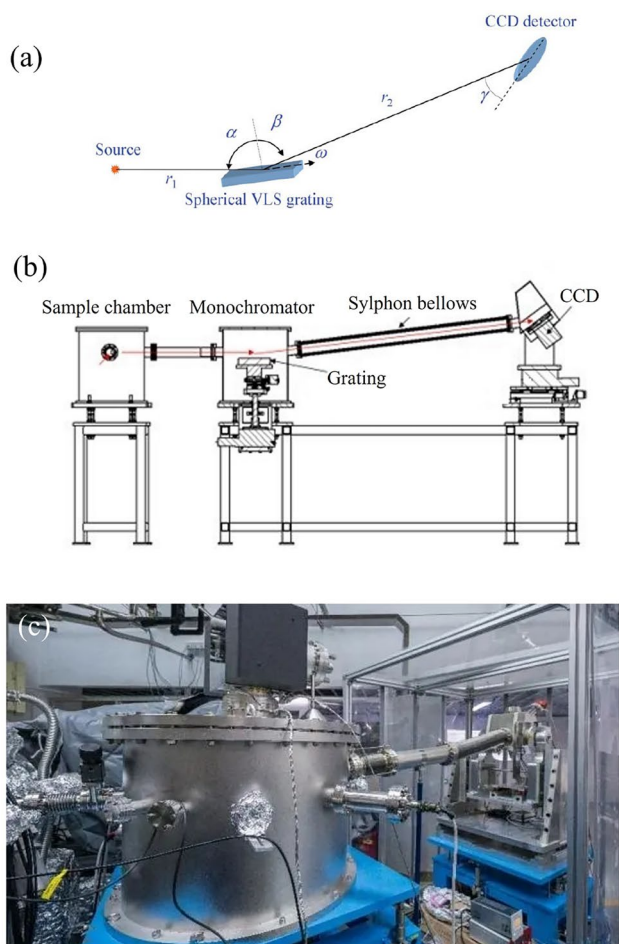 (a)
CCD detector
r2
γ
α
β
Source
ω
r1
Spherical VLS grating
(b)
Sample chamber
Monochromator
Sylphon bellows
CCD
Grating
(c)